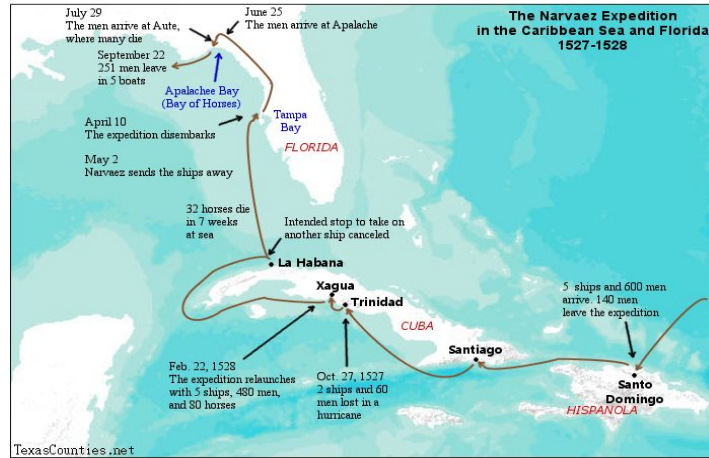 The Narvaez Expedition
in the Caribbean Sea and Florida
1527-1528
July 29
The men arrive at Aute,
where many die
June 25
The men arrive at Apalache
September 22
251 men leave
in 5 boats
Apalachee Bay
(Bay of Horses)
April 10
The expedition disembarks
Tampa
Bay
FLORIDA
May 2
Narvaez sends the ships away
32 horses die
in 7 weeks
at sea
Intended stop to take on
another ship canceled
La Habana
Xagua
Trinidad
5 ships and 600 men
arrive. 140 men
leave the expedition
CUBA
Santiago
Feb. 22, 1528
The expedition relaunches
with 5 ships, 480 men,
and 80 horses
Oct. 27, 1527
2 ships and 60
men lost in a
hurricane
Santo
Domingo
HISPANOLA
TexasCounties.net